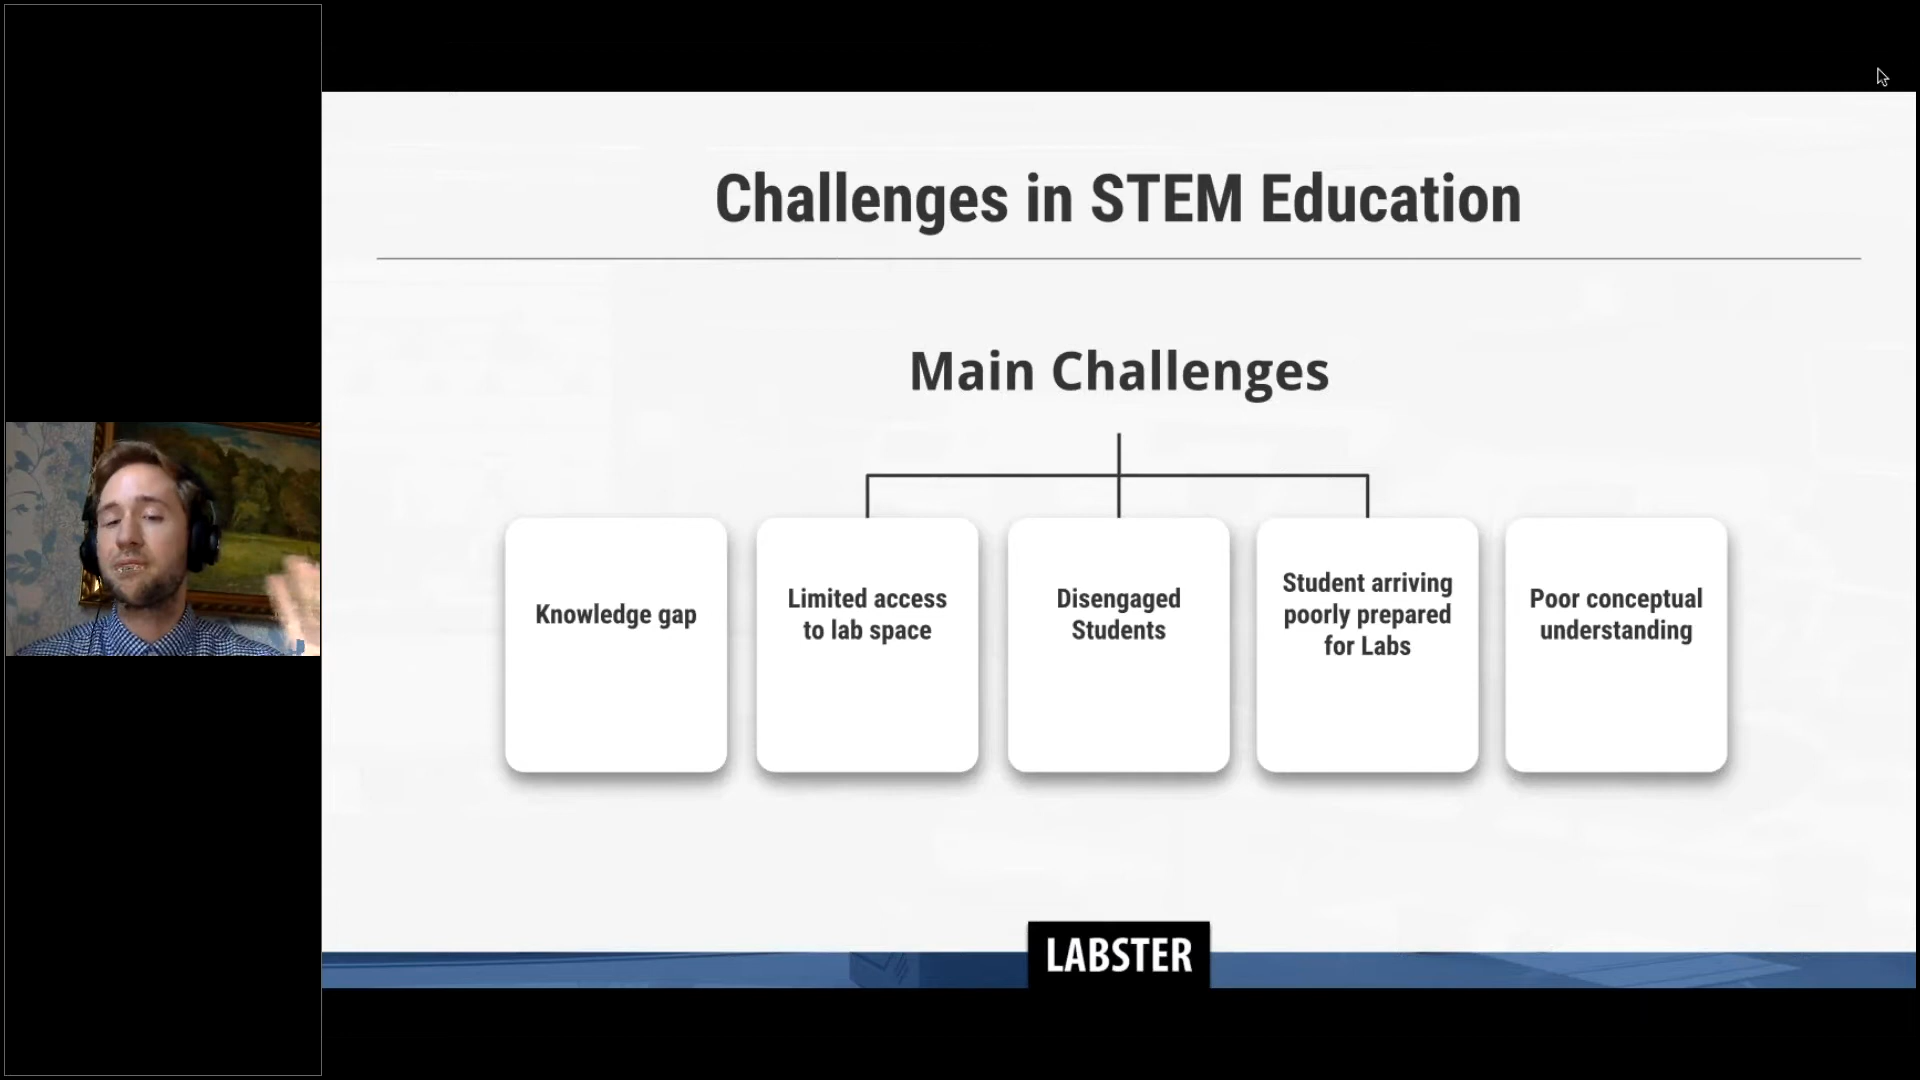 Challenges in STEM Education
Main Challenges
Knowledge gap
Limited access
to lab space
Disengaged
Students
Student arriving
poorly prepared
for Labs
Poor conceptual
understanding
LABSTER